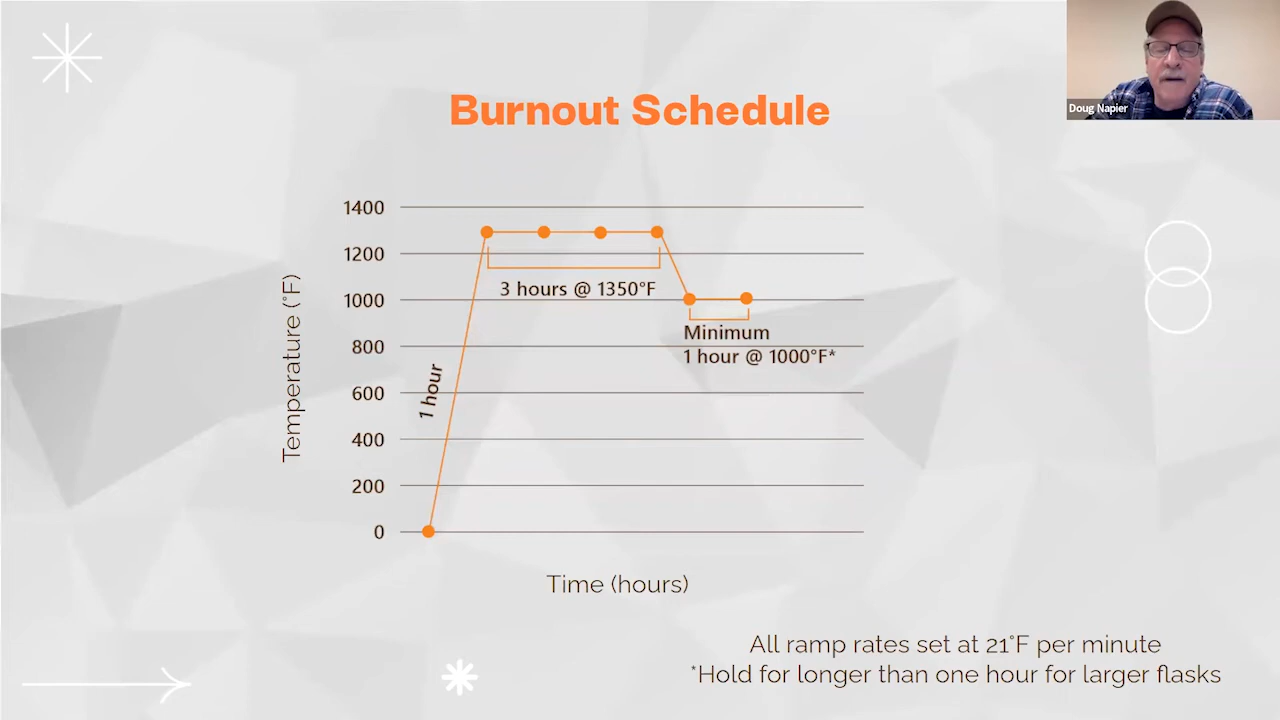 Doug Napier
Burnout Schedule
1400
1200
1000
800
600
400
200
0
Temperature (°F)
1 hour
3 hours @ 1350°F
Minimum
1 hour @ 1000°F*
Time (hours)
All ramp rates set at 21°F per minute
*Hold for longer than one hour for larger flasks